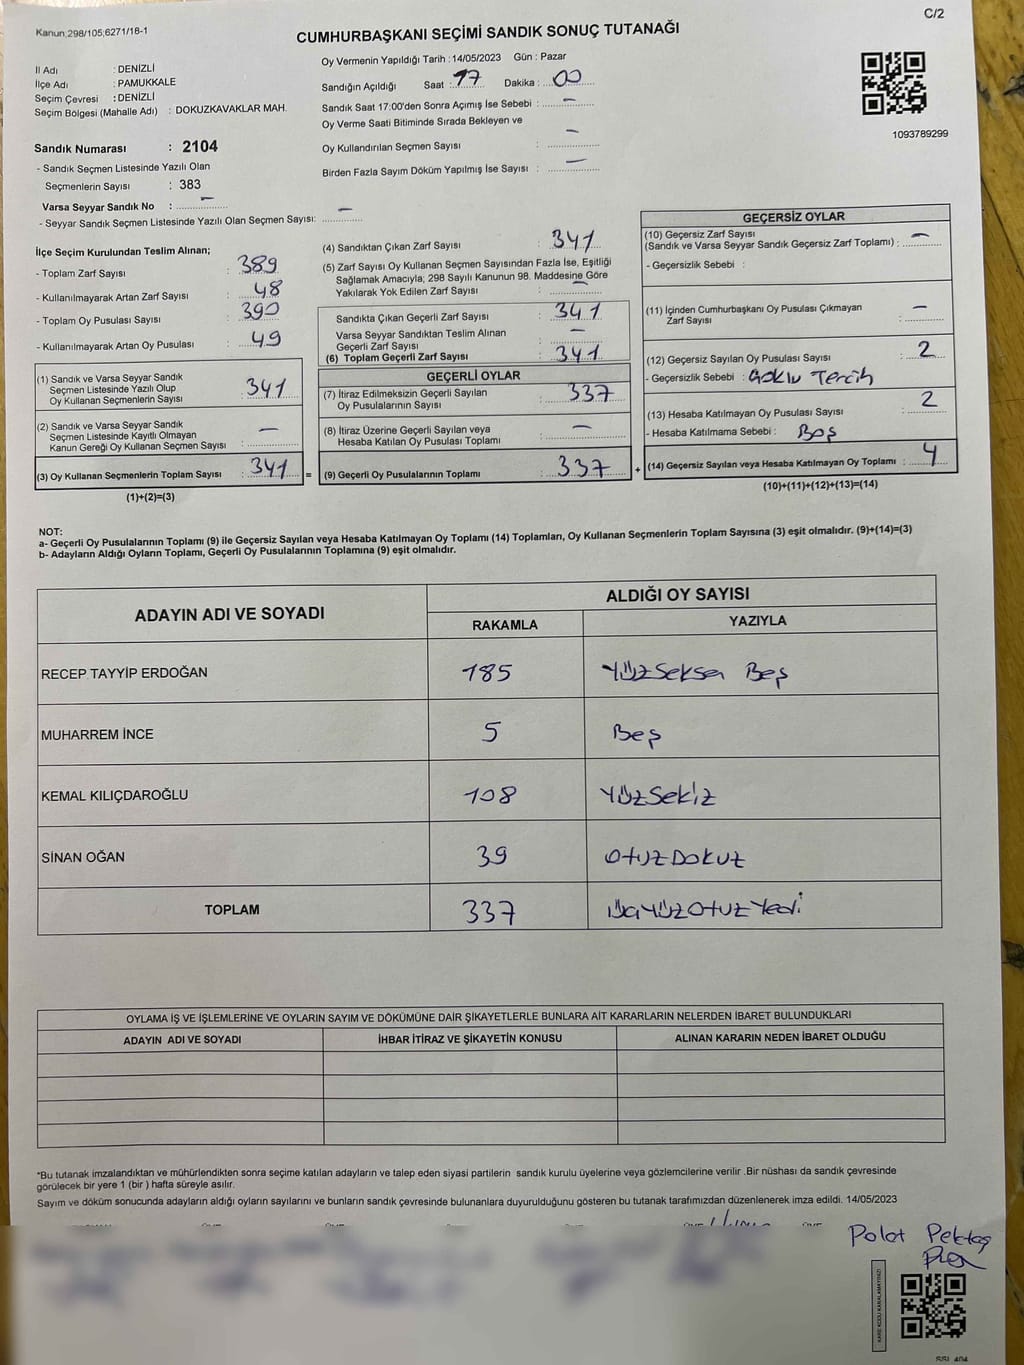 C/2
Kanun;298/105;6271/18-1
CUMHURBAŞKANI SEÇİMİ SANDIK SONUÇ TUTANAĞI
İl Adı : DENİZLİ
İlçe Adı : PAMUKKALE
Seçim Çevresi : DENİZLİ
Seçim Bölgesi (Mahalle Adı) : DOKUZKAVAKLAR MAH.
Sandık Numarası : 2104
- Sandık Seçmen Listesinde Yazılı Olan
Seçmenlerin Sayısı : 383
Varsa Seyyar Sandık No : —
- Seyyar Sandık Seçmen Listesinde Yazılı Olan Seçmen Sayısı: —
Oy Vermenin Yapıldığı Tarih : 14/05/2023 Gün : Pazar
Sandığın Açıldığı Saat : 17 Dakika : 00
Sandık Saat 17:00'den Sonra Açımış İse Sebebi : —
Oy Verme Saati Bitiminde Sırada Bekleyen ve
Oy Kullandırılan Seçmen Sayısı : —
Birden Fazla Sayım Döküm Yapılmış İse Sayısı : —
1093789299
İlçe Seçim Kurulundan Teslim Alınan;
- Toplam Zarf Sayısı : 389
- Kullanılmayarak Artan Zarf Sayısı : 48
- Toplam Oy Pusulası Sayısı : 390
- Kullanılmayarak Artan Oy Pusulası : 49
(1) Sandık ve Varsa Seyyar Sandık
Seçmen Listesinde Yazılı Olup
Oy Kullanan Seçmenlerin Sayısı : 341
(2) Sandık ve Varsa Seyyar Sandık
Seçmen Listesinde Kayıtlı Olmayan
Kanun Gereği Oy Kullanan Seçmen Sayısı : —
(3) Oy Kullanan Seçmenlerin Toplam Sayısı : 341 =
(1)+(2)=(3)
(4) Sandıktan Çıkan Zarf Sayısı : 341
(5) Zarf Sayısı Oy Kullanan Seçmen Sayısından Fazla İse, Eşitliği
Sağlamak Amacıyla; 298 Sayılı Kanunun 98. Maddesine Göre
Yakılarak Yok Edilen Zarf Sayısı : —
Sandıkta Çıkan Geçerli Zarf Sayısı : 341
Varsa Seyyar Sandıktan Teslim Alınan
Geçerli Zarf Sayısı : —
(6) Toplam Geçerli Zarf Sayısı : 341
GEÇERLİ OYLAR
(7) İtiraz Edilmeksizin Geçerli Sayılan
Oy Pusulalarının Sayısı : 337
(8) İtiraz Üzerine Geçerli Sayılan veya
Hesaba Katılan Oy Pusulası Toplamı : —
(9) Geçerli Oy Pusulalarının Toplamı : 337 +
GEÇERSİZ OYLAR
(10) Geçersiz Zarf Sayısı
(Sandık ve Varsa Seyyar Sandık Geçersiz Zarf Toplamı) : —
- Geçersizlik Sebebi :
(11) İçinden Cumhurbaşkanı Oy Pusulası Çıkmayan
Zarf Sayısı : —
(12) Geçersiz Sayılan Oy Pusulası Sayısı : 2
- Geçersizlik Sebebi : Çoklu Tercih
(13) Hesaba Katılmayan Oy Pusulası Sayısı : 2
- Hesaba Katılmama Sebebi : Boş
(14) Geçersiz Sayılan veya Hesaba Katılmayan Oy Toplamı : 4
(10)+(11)+(12)+(13)=(14)
NOT:
a- Geçerli Oy Pusulalarının Toplamı (9) ile Geçersiz Sayılan veya Hesaba Katılmayan Oy Toplamı (14) Toplamları, Oy Kullanan Seçmenlerin Toplam Sayısına (3) eşit olmalıdır. (9)+(14)=(3)
b- Adayların Aldığı Oyların Toplamı, Geçerli Oy Pusulalarının Toplamına (9) eşit olmalıdır.
ADAYIN ADI VE SOYADI
ALDIĞI OY SAYISI
RAKAMLA YAZIYLA
RECEP TAYYİP ERDOĞAN 185 Yüzseksen Beş
MUHARREM İNCE 5 Beş
KEMAL KILIÇDAROĞLU 108 Yüzsekiz
SİNAN OĞAN 39 OtuzDokuz
TOPLAM 337 ÜçYüzOtuzYedi
OYLAMA İŞ VE İŞLEMLERİNE VE OYLARIN SAYIM VE DÖKÜMÜNE DAİR ŞİKAYETLERLE BUNLARA AİT KARARLARIN NELERDEN İBARET BULUNDUKLARI
ADAYIN ADI VE SOYADI İHBAR İTİRAZ VE ŞİKAYETİN KONUSU ALINAN KARARIN NEDEN İBARET OLDUĞU
*Bu tutanak imzalandıktan ve mühürlendikten sonra seçime katılan adayların ve talep eden siyasi partilerin sandık kurulu üyelerine veya gözlemcilerine verilir .Bir nüshası da sandık çevresinde
görülecek bir yere 1 (bir ) hafta süreyle asılır.
Sayım ve döküm sonucunda adayların aldığı oyların sayılarını ve bunların sandık çevresinde bulunanlara duyurulduğunu gösteren bu tutanak tarafımızdan düzenlenerek imza edildi. 14/05/2023
Polat Pektaş
KARE KODU KARALAMAYINIZ!